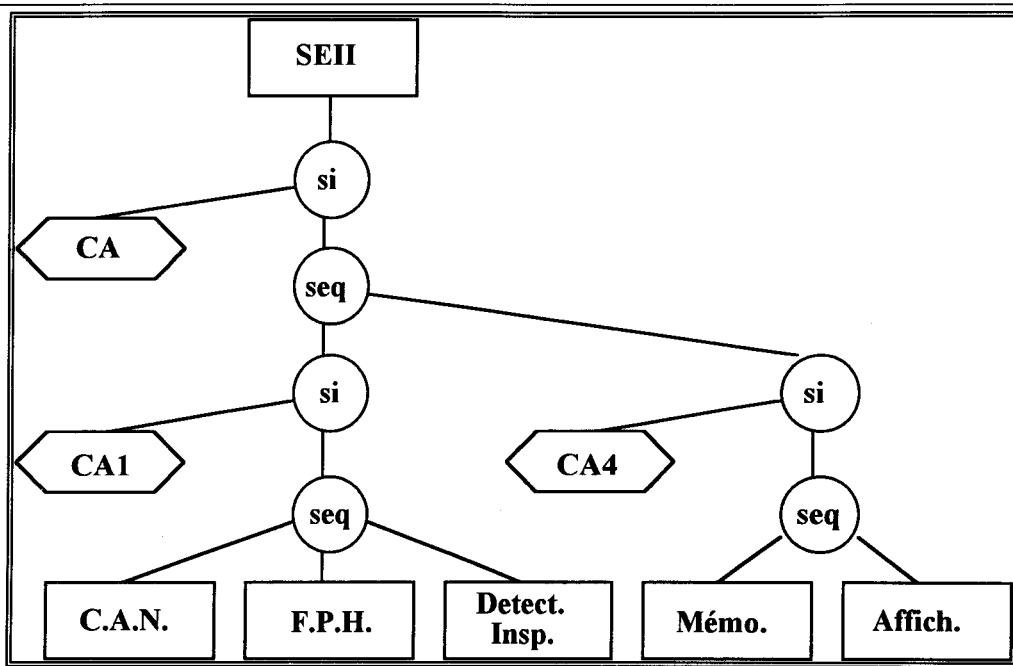 SEII
si
CA
seq
si
si
CA1
CA4
seq
seq
C.A.N.
F.P.H.
Detect.
Insp.
Mémo.
Affich.